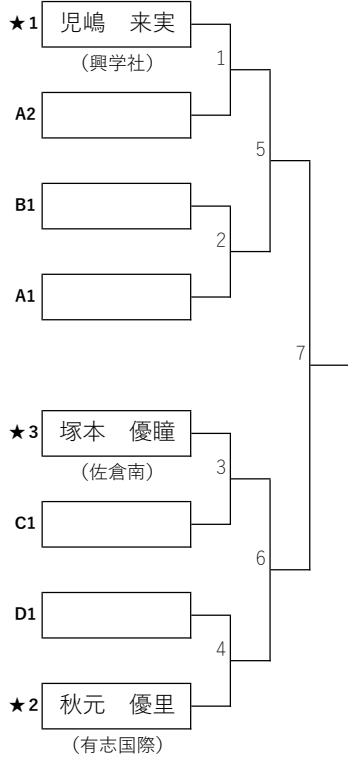 ★1 児嶋　来実
（興学社）
1
A2
5
B1
2
A1
7
★3 塚本　優瞳
（佐倉南）
3
C1
6
D1
4
★2 秋元　優里
（有志国際）